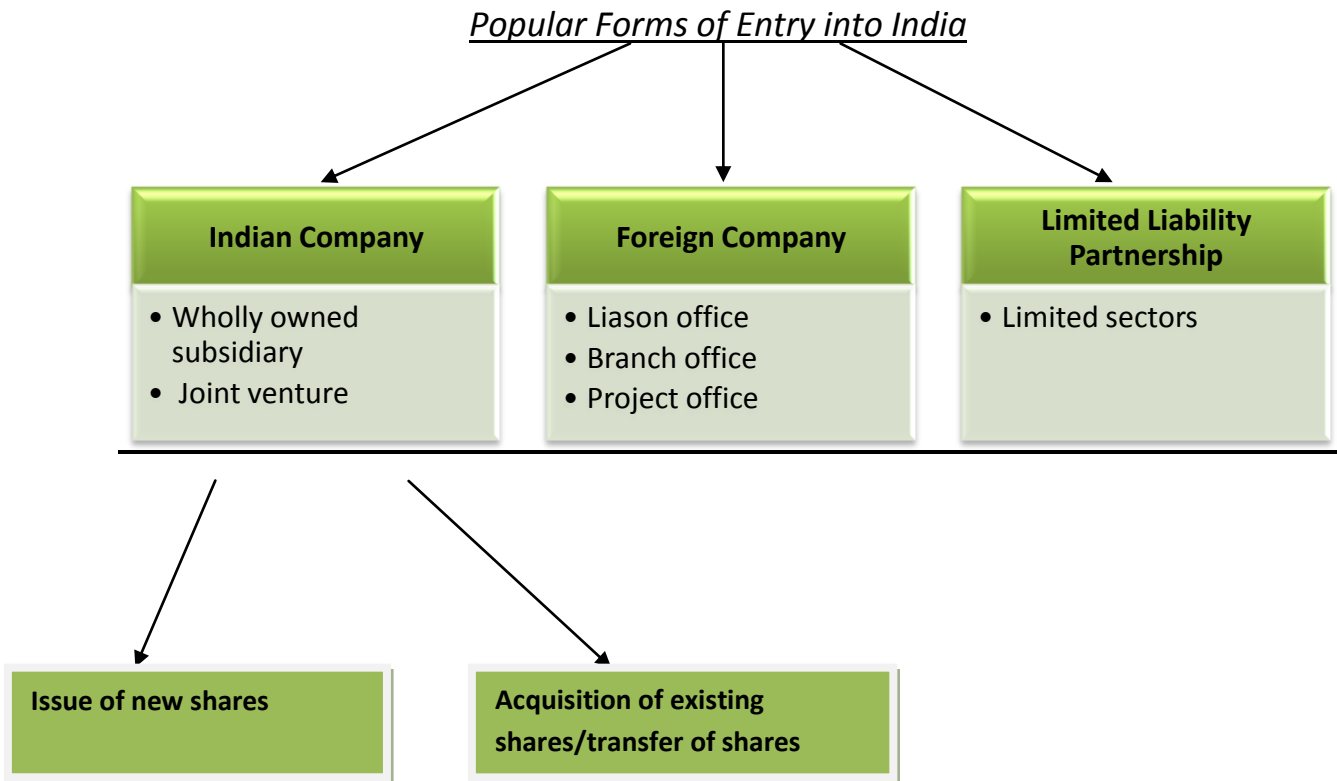 Popular Forms of Entry into India
Indian Company
• Wholly owned
subsidiary
• Joint venture
Foreign Company
• Liason office
• Branch office
• Project office
Limited Liability
Partnership
• Limited sectors
Issue of new shares
Acquisition of existing
shares/transfer of shares